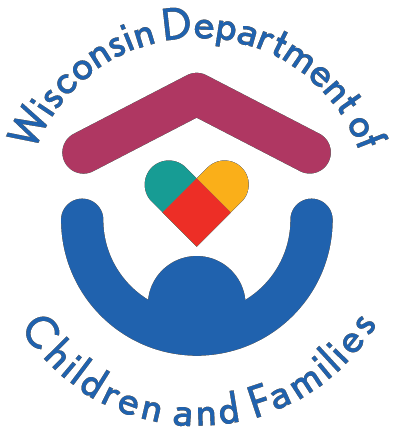 Wisconsin Department of
Children and Families